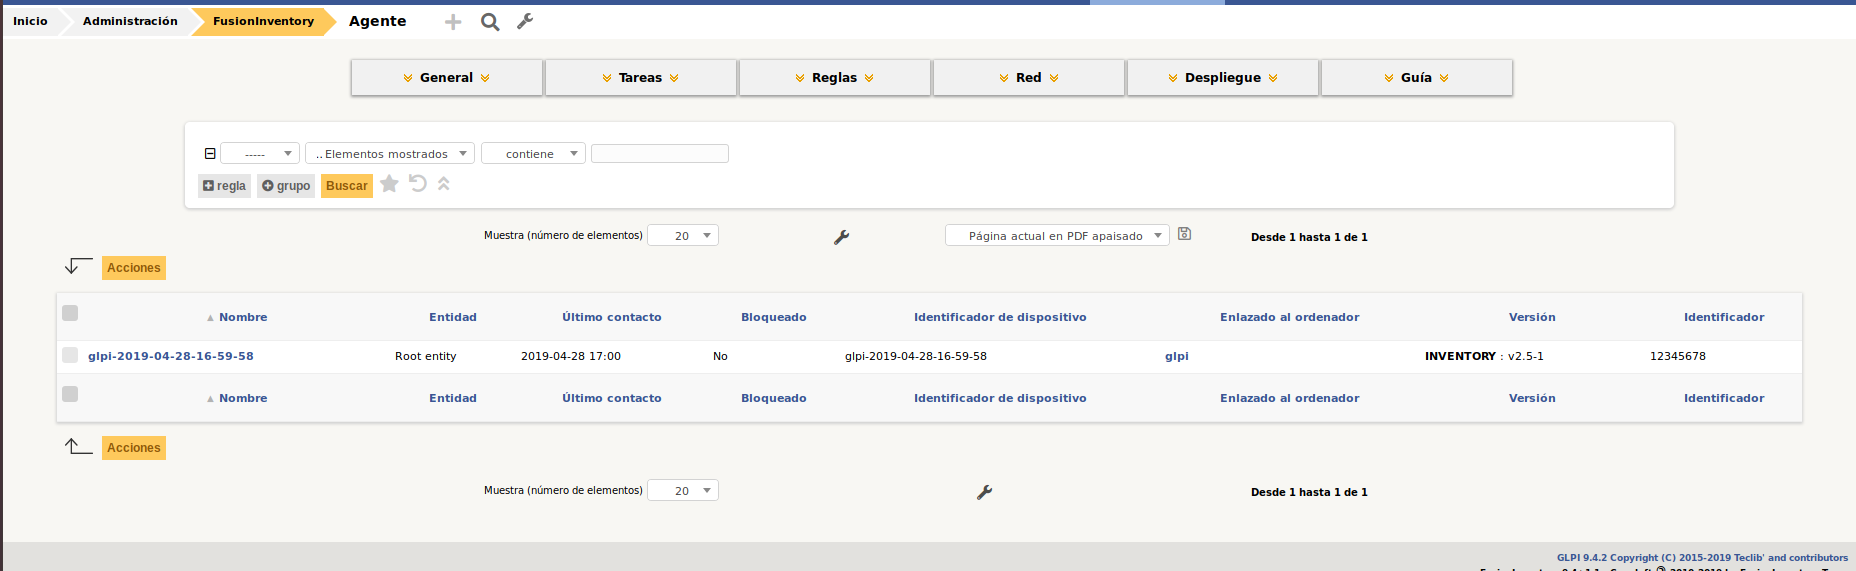 Inicio Administración FusionInventory Agente
General Tareas Reglas Red Despliegue Guía
----- .. Elementos mostrados contiene
regla grupo Buscar
Muestra (número de elementos) 20 Página actual en PDF apaisado Desde 1 hasta 1 de 1
Acciones
Nombre Entidad Último contacto Bloqueado Identificador de dispositivo Enlazado al ordenador Versión Identificador
glpi-2019-04-28-16-59-58 Root entity 2019-04-28 17:00 No glpi-2019-04-28-16-59-58 glpi INVENTORY : v2.5-1 12345678
Nombre Entidad Último contacto Bloqueado Identificador de dispositivo Enlazado al ordenador Versión Identificador
Acciones
Muestra (número de elementos) 20 Desde 1 hasta 1 de 1
GLPI 9.4.2 Copyright (C) 2015-2019 Teclib' and contributors